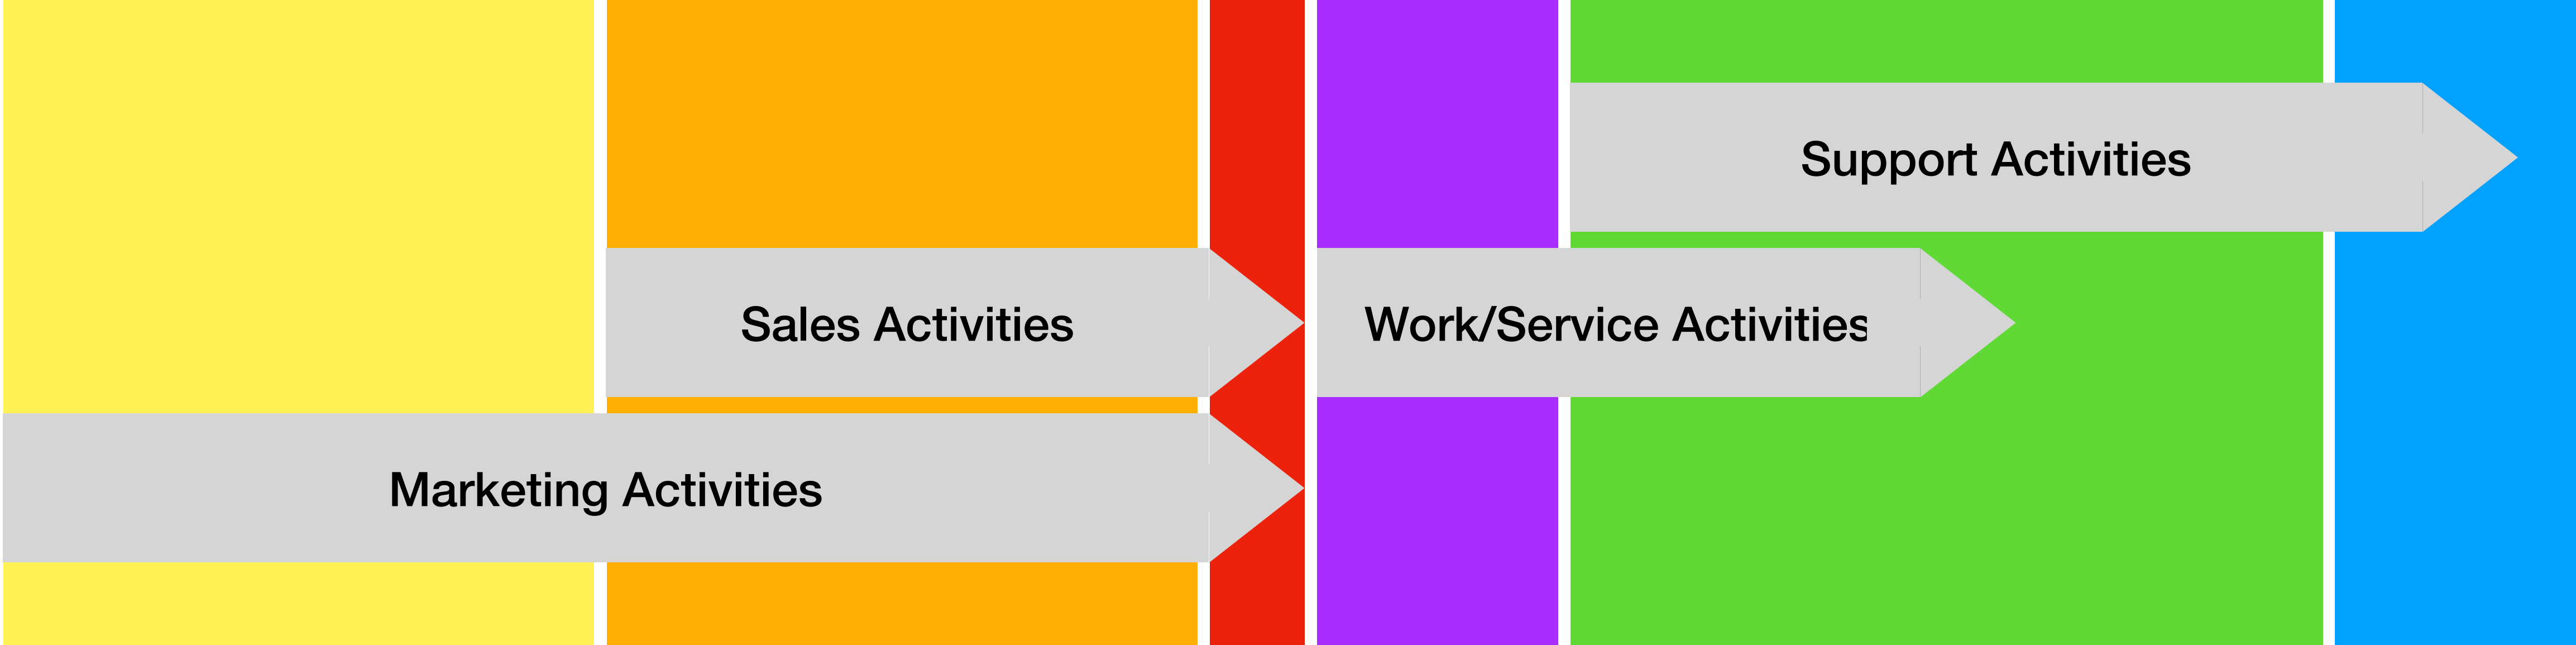 Support Activities
Sales Activities
Work/Service Activities
Marketing Activities